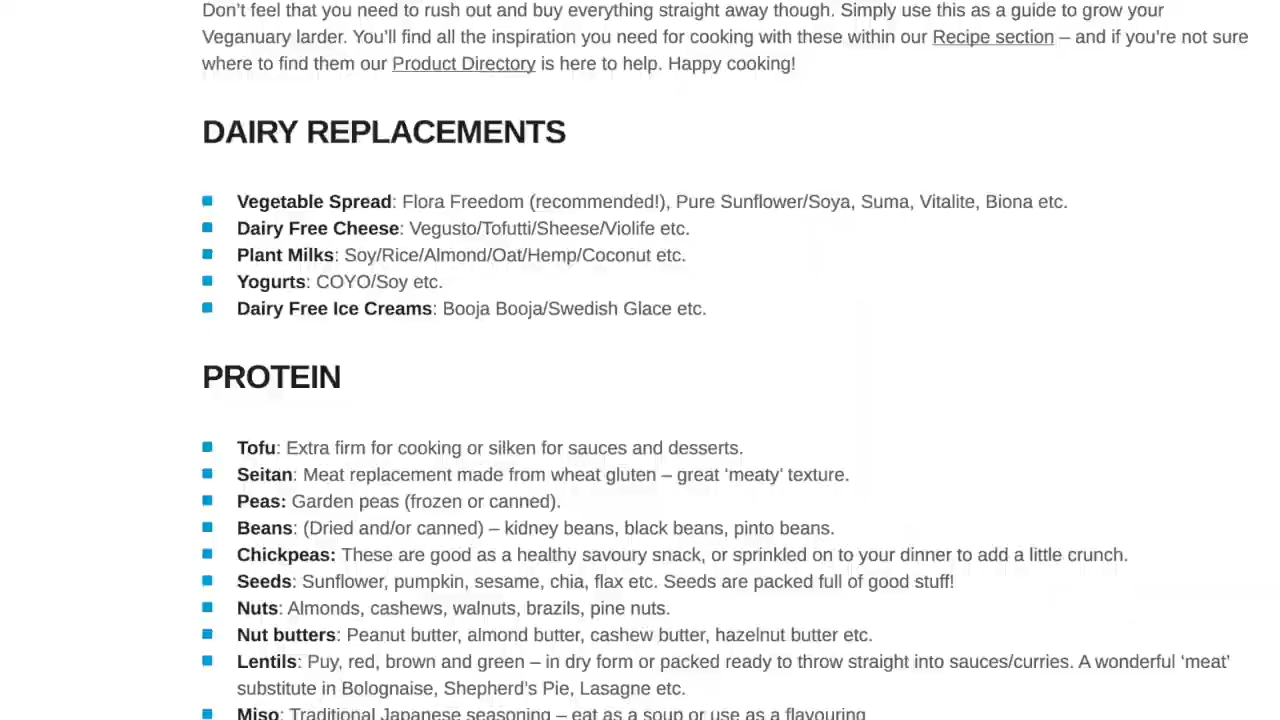 Don’t feel that you need to rush out and buy everything straight away though. Simply use this as a guide to grow your
Veganuary larder. You’ll find all the inspiration you need for cooking with these within our Recipe section – and if you’re not sure
where to find them our Product Directory is here to help. Happy cooking!
DAIRY REPLACEMENTS
Vegetable Spread: Flora Freedom (recommended!), Pure Sunflower/Soya, Suma, Vitalite, Biona etc.
Dairy Free Cheese: Vegusto/Tofutti/Sheese/Violife etc.
Plant Milks: Soy/Rice/Almond/Oat/Hemp/Coconut etc.
Yogurts: COYO/Soy etc.
Dairy Free Ice Creams: Booja Booja/Swedish Glace etc.
PROTEIN
Tofu: Extra firm for cooking or silken for sauces and desserts.
Seitan: Meat replacement made from wheat gluten – great ‘meaty’ texture.
Peas: Garden peas (frozen or canned).
Beans: (Dried and/or canned) – kidney beans, black beans, pinto beans.
Chickpeas: These are good as a healthy savoury snack, or sprinkled on to your dinner to add a little crunch.
Seeds: Sunflower, pumpkin, sesame, chia, flax etc. Seeds are packed full of good stuff!
Nuts: Almonds, cashews, walnuts, brazils, pine nuts.
Nut butters: Peanut butter, almond butter, cashew butter, hazelnut butter etc.
Lentils: Puy, red, brown and green – in dry form or packed ready to throw straight into sauces/curries. A wonderful ‘meat’
substitute in Bolognaise, Shepherd’s Pie, Lasagne etc.
Miso: Traditional Japanese seasoning – eat as a soup or use as a flavouring